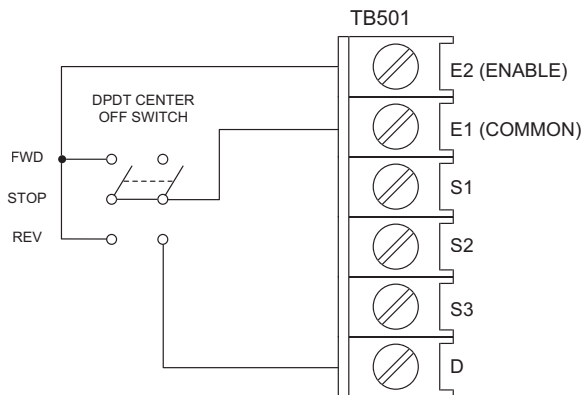 TB501
E2 (ENABLE)
DPDT CENTER
OFF SWITCH
E1 (COMMON)
FWD
S1
STOP
REV
S2
S3
D